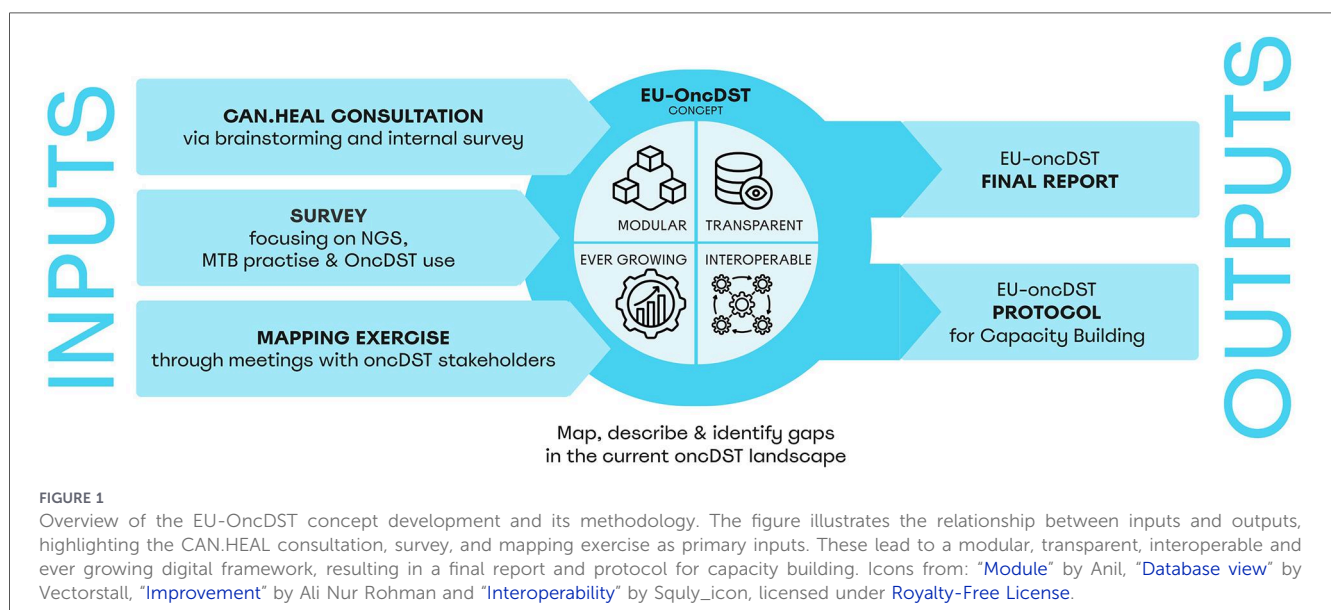 INPUTS
CAN.HEAL CONSULTATION
via brainstorming and internal survey
SURVEY
focusing on NGS,
MTB practise & OncDST use
MAPPING EXERCISE
through meetings with oncDST stakeholders
EU-OncDST
CONCEPT
MODULAR
TRANSPARENT
EVER GROWING
INTEROPERABLE
Map, describe & identify gaps
in the current oncDST landscape
EU-oncDST
FINAL REPORT
EU-oncDST
PROTOCOL
for Capacity Building
OUTPUTS
FIGURE 1
Overview of the EU-OncDST concept development and its methodology. The figure illustrates the relationship between inputs and outputs,
highlighting the CAN.HEAL consultation, survey, and mapping exercise as primary inputs. These lead to a modular, transparent, interoperable and
ever growing digital framework, resulting in a final report and protocol for capacity building. Icons from: “Module” by Anil, “Database view” by
Vectorstall, “Improvement” by Ali Nur Rohman and “Interoperability” by Squly_icon, licensed under Royalty-Free License.